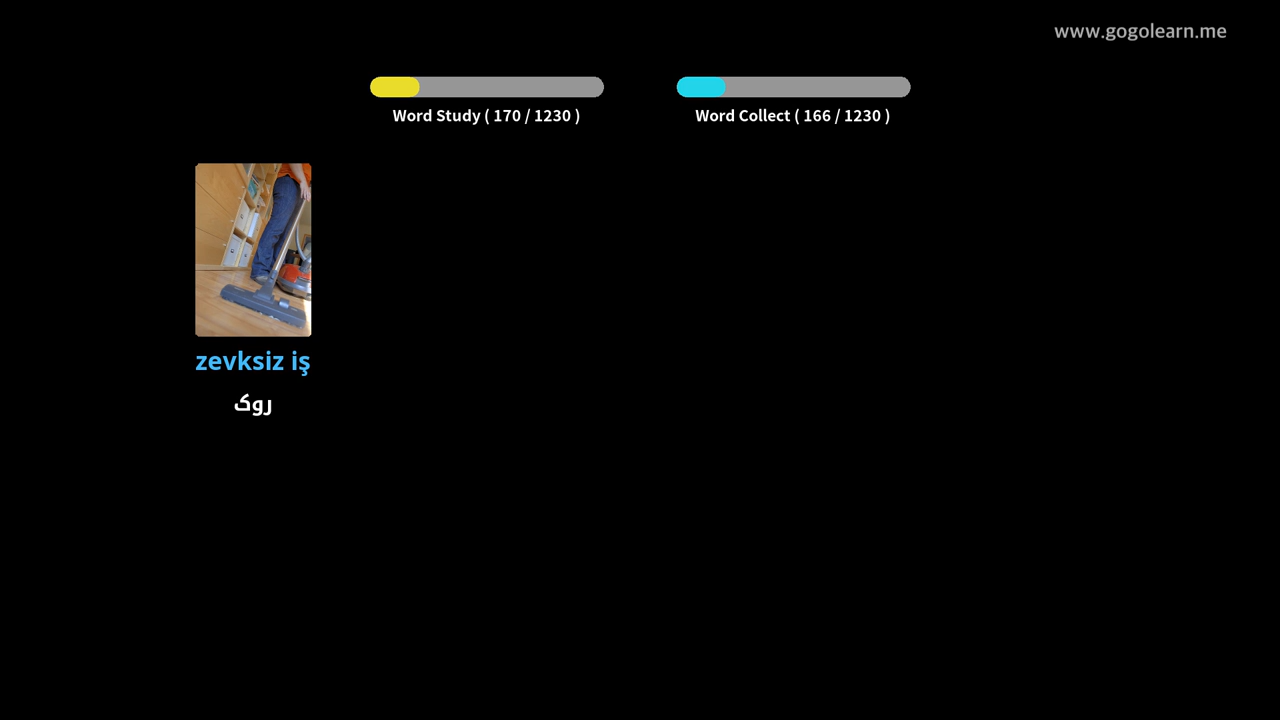 www.gogolearn.me
Word Study ( 170 / 1230 )
Word Collect ( 166 / 1230 )
zevksiz iş
روک